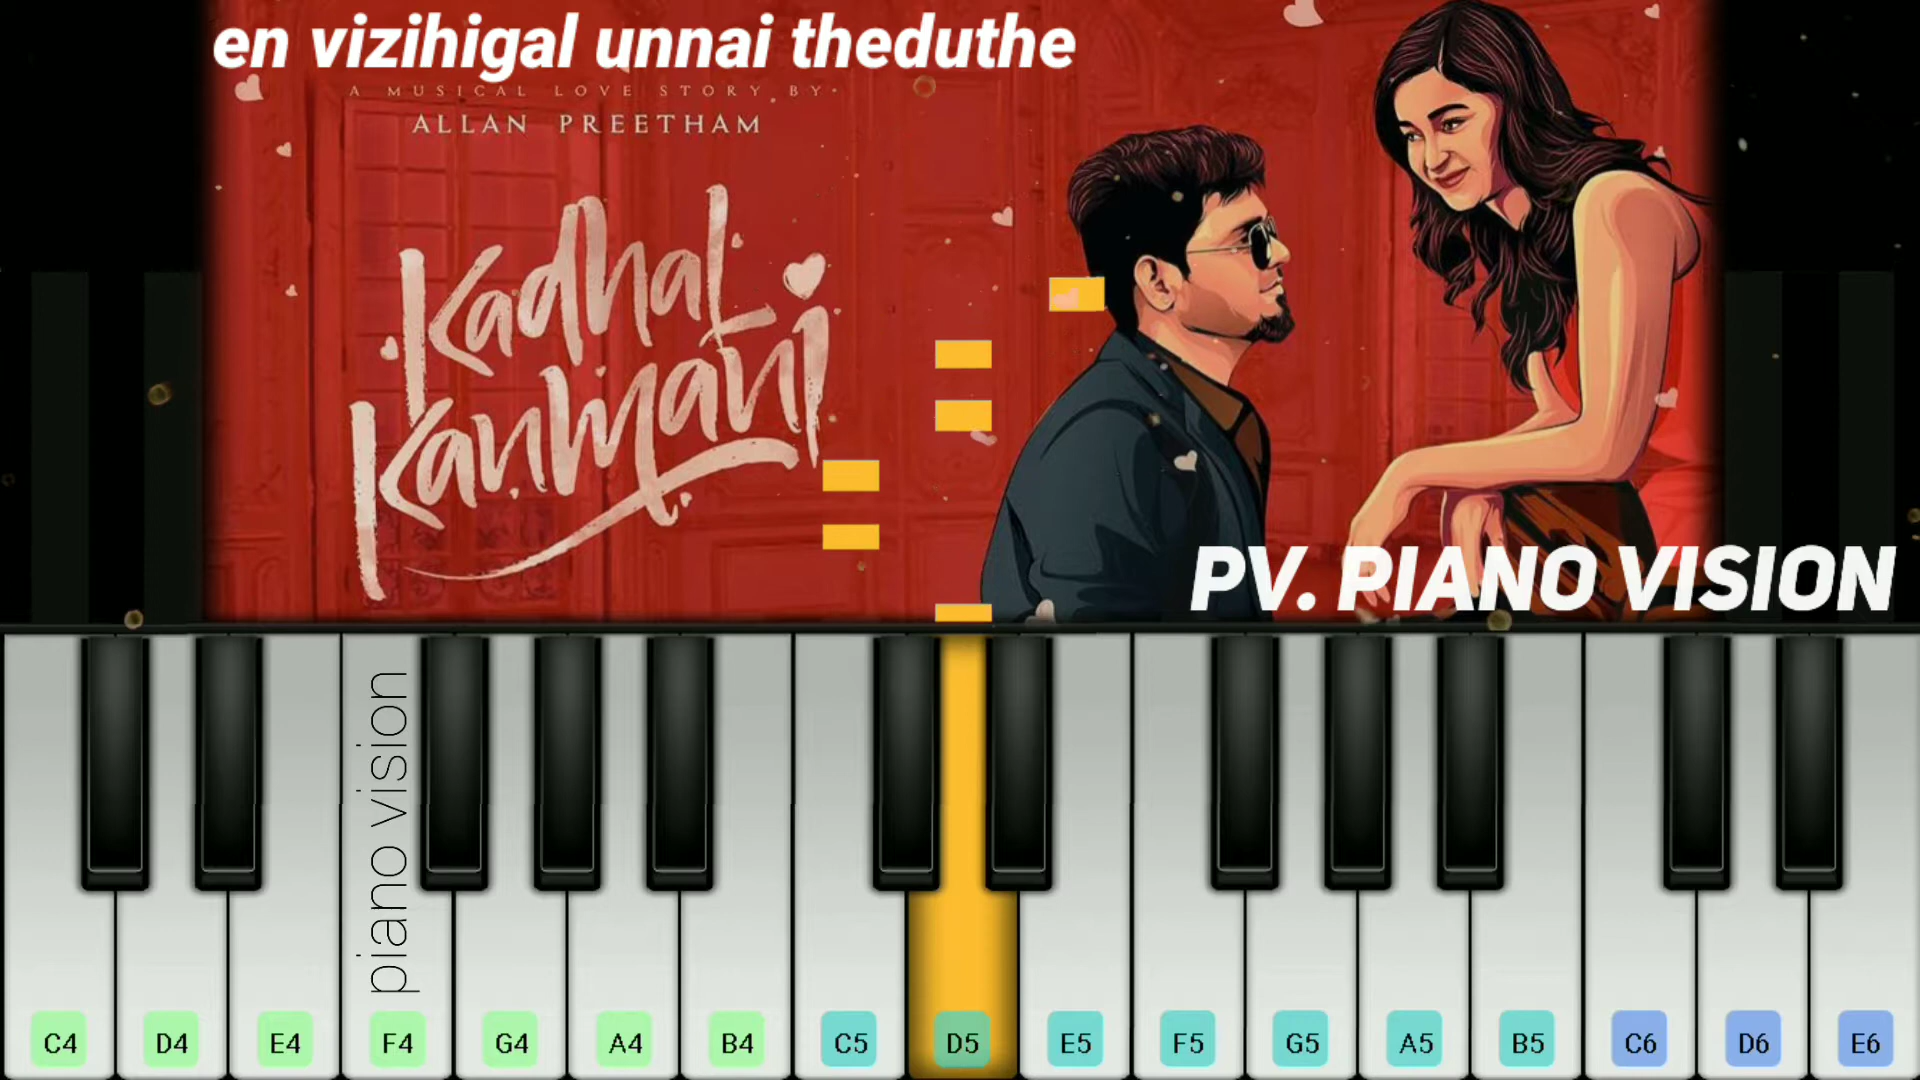 en vizihigal unnai theduthe
A MUSICAL LOVE STORY BY
ALLAN PREETHAM
Kadhal
Kanmani
PV. PIANO VISION
piano vision
C4 D4 E4 F4 G4 A4 B4 C5 D5 E5 F5 G5 A5 B5 C6 D6 E6